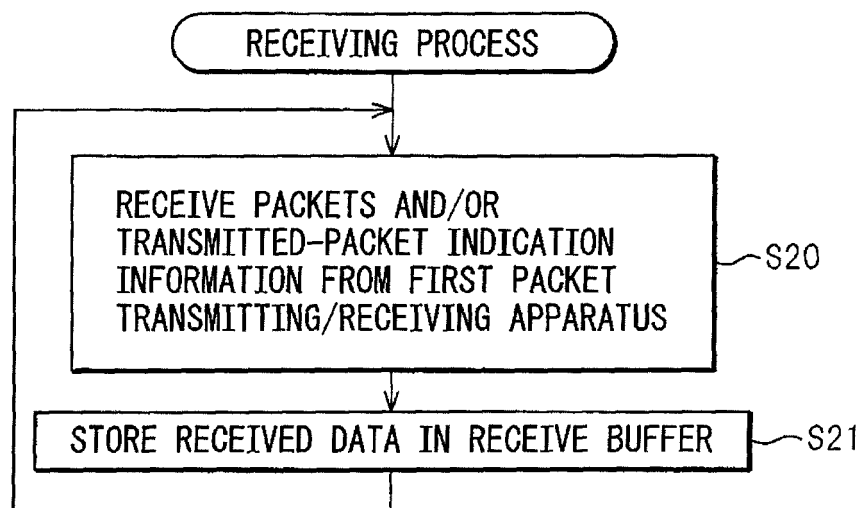 RECEIVING PROCESS
RECEIVE PACKETS AND/OR
TRANSMITTED-PACKET INDICATION
INFORMATION FROM FIRST PACKET
TRANSMITTING/RECEIVING APPARATUS
S20
STORE RECEIVED DATA IN RECEIVE BUFFER
S21